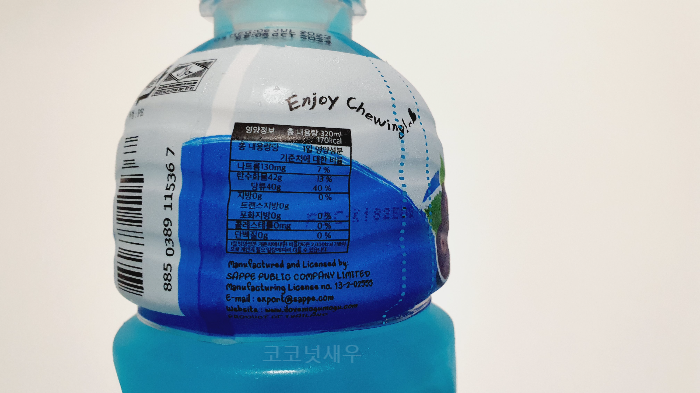 Enjoy Chewing!
영양정보 총 내용량 320ml
170kcal
총 내용량당 1일 영양성분
기준치에 대한 비율
나트륨130mg 7 %
탄수화물42g 13 %
당류40g 40 %
지방0g 0 %
트랜스지방0g
포화지방0g 0 %
콜레스테롤0mg 0 %
단백질0g 0 %
Manufactured and Licensed by:
SAPPE PUBLIC COMPANY LIMITED
Manufacturing License no.
E-mail : export@sappe.com
website :
885 0389 11536 7
코코넛새우